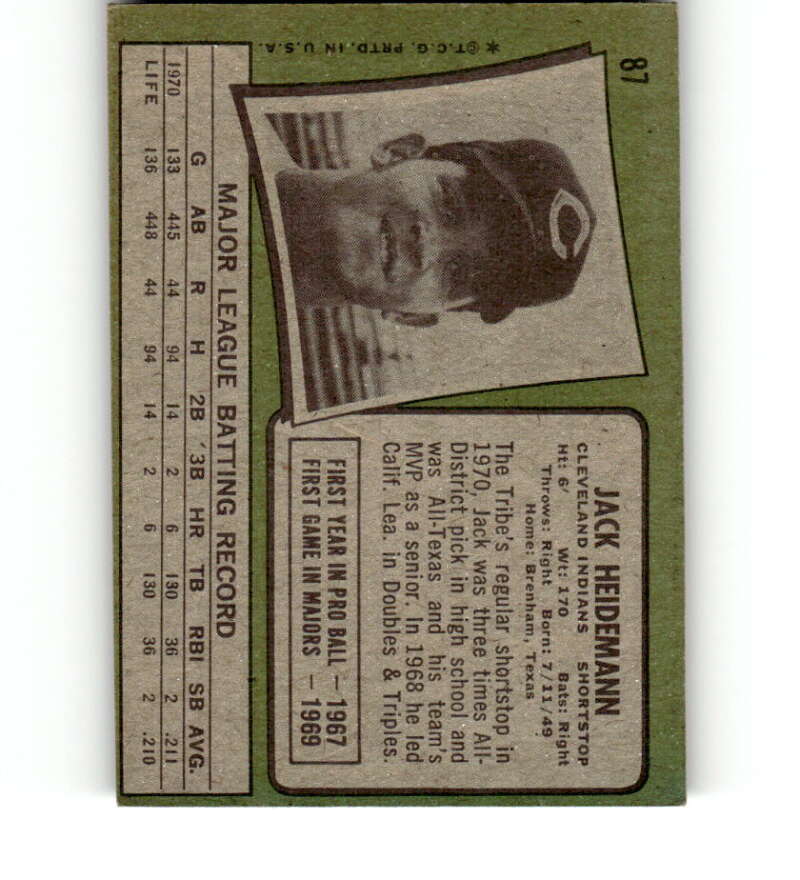 87
* © T.C.G. PRTD. IN U.S.A.
C
JACK HEIDEMANN
CLEVELAND INDIANS SHORTSTOP
Ht: 6' Wt: 170 Bats: Right
Throws: Right Born: 7/11/49
Home: Brenham, Texas
The Tribe's regular shortstop in
1970, Jack was three times All-
District pick in high school and
was All-Texas and his team's
MVP as a senior. In 1968 he led
Calif. Lea. in Doubles & Triples.
FIRST YEAR IN PRO BALL – 1967
FIRST GAME IN MAJORS – 1969
MAJOR LEAGUE BATTING RECORD
G AB R H 2B 3B HR TB RBI SB AVG.
1970 133 445 44 94 14 2 6 130 36 2 .211
LIFE 136 448 44 94 14 2 6 130 36 2 .210